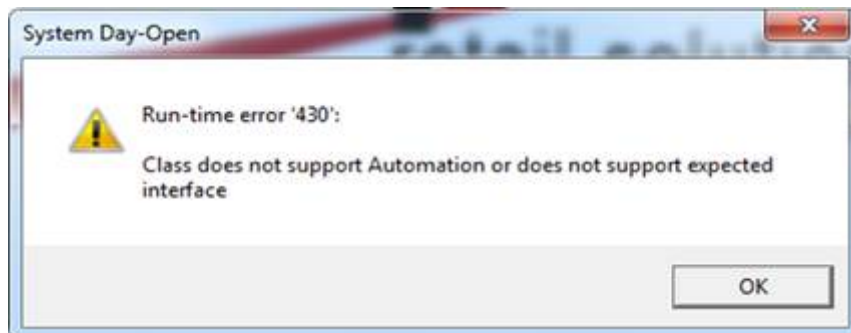 System Day-Open
Run-time error '430':
Class does not support Automation or does not support expected
interface
OK